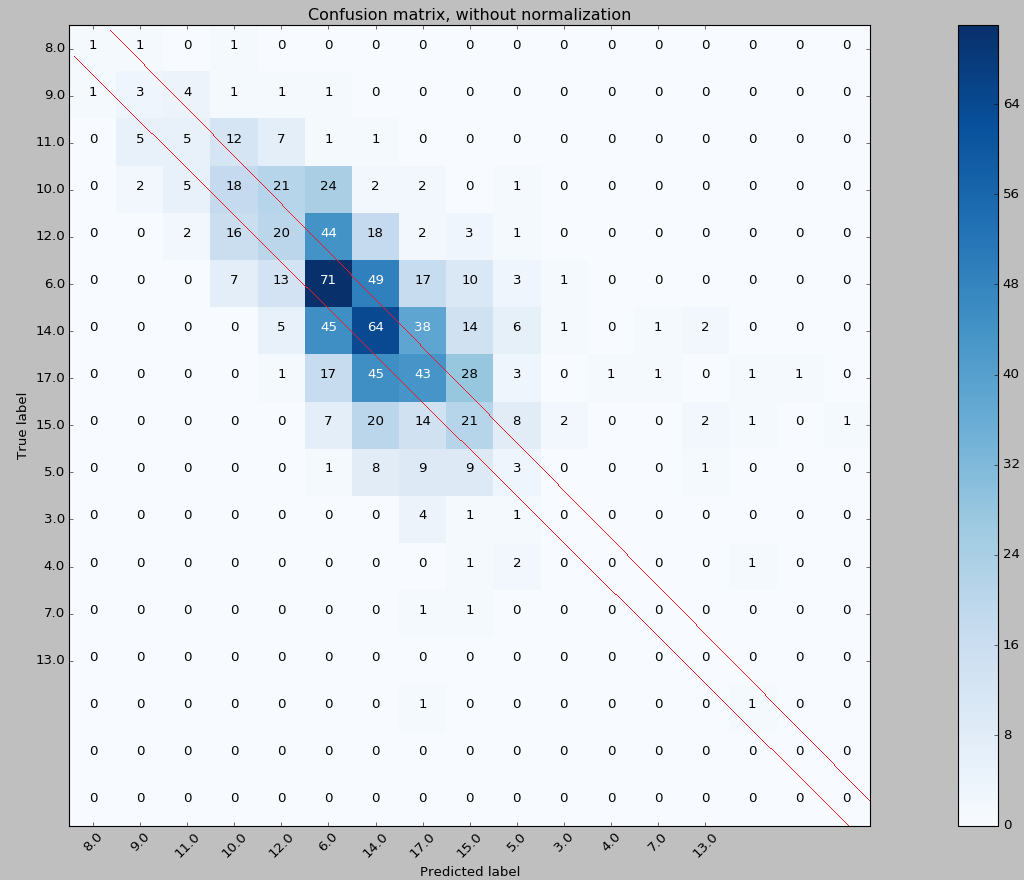 Confusion matrix, without normalization
8.0 1 1 0 1 0 0 0 0 0 0 0 0 0 0 0 0 0
9.0 1 3 4 1 1 1 0 0 0 0 0 0 0 0 0 0 0
11.0 0 5 5 12 7 1 1 0 0 0 0 0 0 0 0 0 0
10.0 0 2 5 18 21 24 2 2 0 1 0 0 0 0 0 0 0
12.0 0 0 2 16 20 44 18 2 3 1 0 0 0 0 0 0 0
6.0 0 0 0 7 13 71 49 17 10 3 1 0 0 0 0 0 0
14.0 0 0 0 0 5 45 64 38 14 6 1 0 1 2 0 0 0
17.0 0 0 0 0 1 17 45 43 28 3 0 1 1 0 1 1 0
15.0 0 0 0 0 0 7 20 14 21 8 2 0 0 2 1 0 1
5.0 0 0 0 0 0 1 8 9 9 3 0 0 0 1 0 0 0
3.0 0 0 0 0 0 0 0 4 1 1 0 0 0 0 0 0 0
4.0 0 0 0 0 0 0 0 0 1 2 0 0 0 0 1 0 0
7.0 0 0 0 0 0 0 0 1 1 0 0 0 0 0 0 0 0
13.0 0 0 0 0 0 0 0 0 0 0 0 0 0 0 0 0 0
0 0 0 0 0 0 0 1 0 0 0 0 0 0 1 0 0
0 0 0 0 0 0 0 0 0 0 0 0 0 0 0 0 0
0 0 0 0 0 0 0 0 0 0 0 0 0 0 0 0 0
8.0 9.0 11.0 10.0 12.0 6.0 14.0 17.0 15.0 5.0 3.0 4.0 7.0 13.0
Predicted label
True label
64
56
48
40
32
24
16
8
0